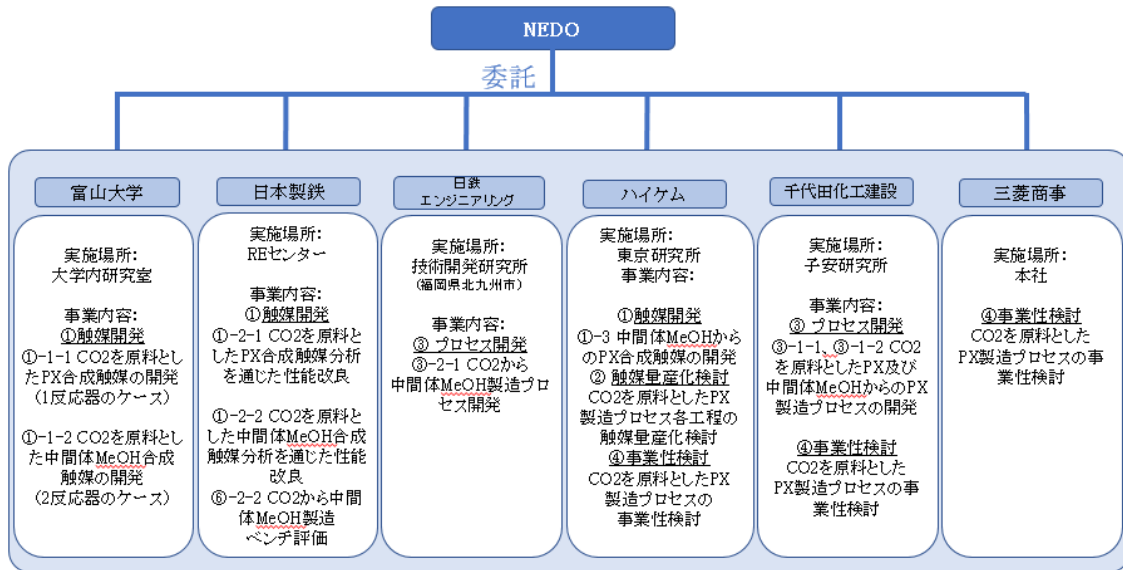 NEDO
委託
富山大学
実施場所:
大学内研究室
事業内容:
①触媒開発
①-1-1 CO2を原料とし
たPX合成触媒の開発
(1反応器のケース)
①-1-2 CO2を原料とし
た中間体MeOH合成
触媒の開発
(2反応器のケース)
日本製鉄
実施場所:
REセンター
事業内容:
①触媒開発
①-2-1 CO2を原料と
したPX合成触媒分析
を通じた性能改良
①-2-2 CO2を原料と
した中間体MeOH合成
触媒分析を通じた性能
改良
⑥-2-2 CO2から中間
体MeOH製造
ベンチ評価
日鉄
エンジニアリング
実施場所:
技術開発研究所
(福岡県北九州市)
事業内容:
③ プロセス開発
③-2-1 CO2から
中間体MeOH製造プロ
セス開発
ハイケム
実施場所:
東京研究所
事業内容:
①触媒開発
①-3 中間体MeOHから
のPX合成触媒の開発
② 触媒量産化検討
CO2を原料としたPX
製造プロセス各工程の
触媒量産化検討
④事業性検討
CO2を原料としたPX
製造プロセスの
事業性検討
千代田化工建設
実施場所:
子安研究所
事業内容:
③ プロセス開発
③-1-1、③-1-2 CO2
を原料としたPX及び
中間体MeOHからのPX
製造プロセスの開発
④事業性検討
CO2を原料とした
PX製造プロセスの事
業性検討
三菱商事
実施場所:
本社
④事業性検討
CO2を原料とした
PX製造プロセスの事
業性検討